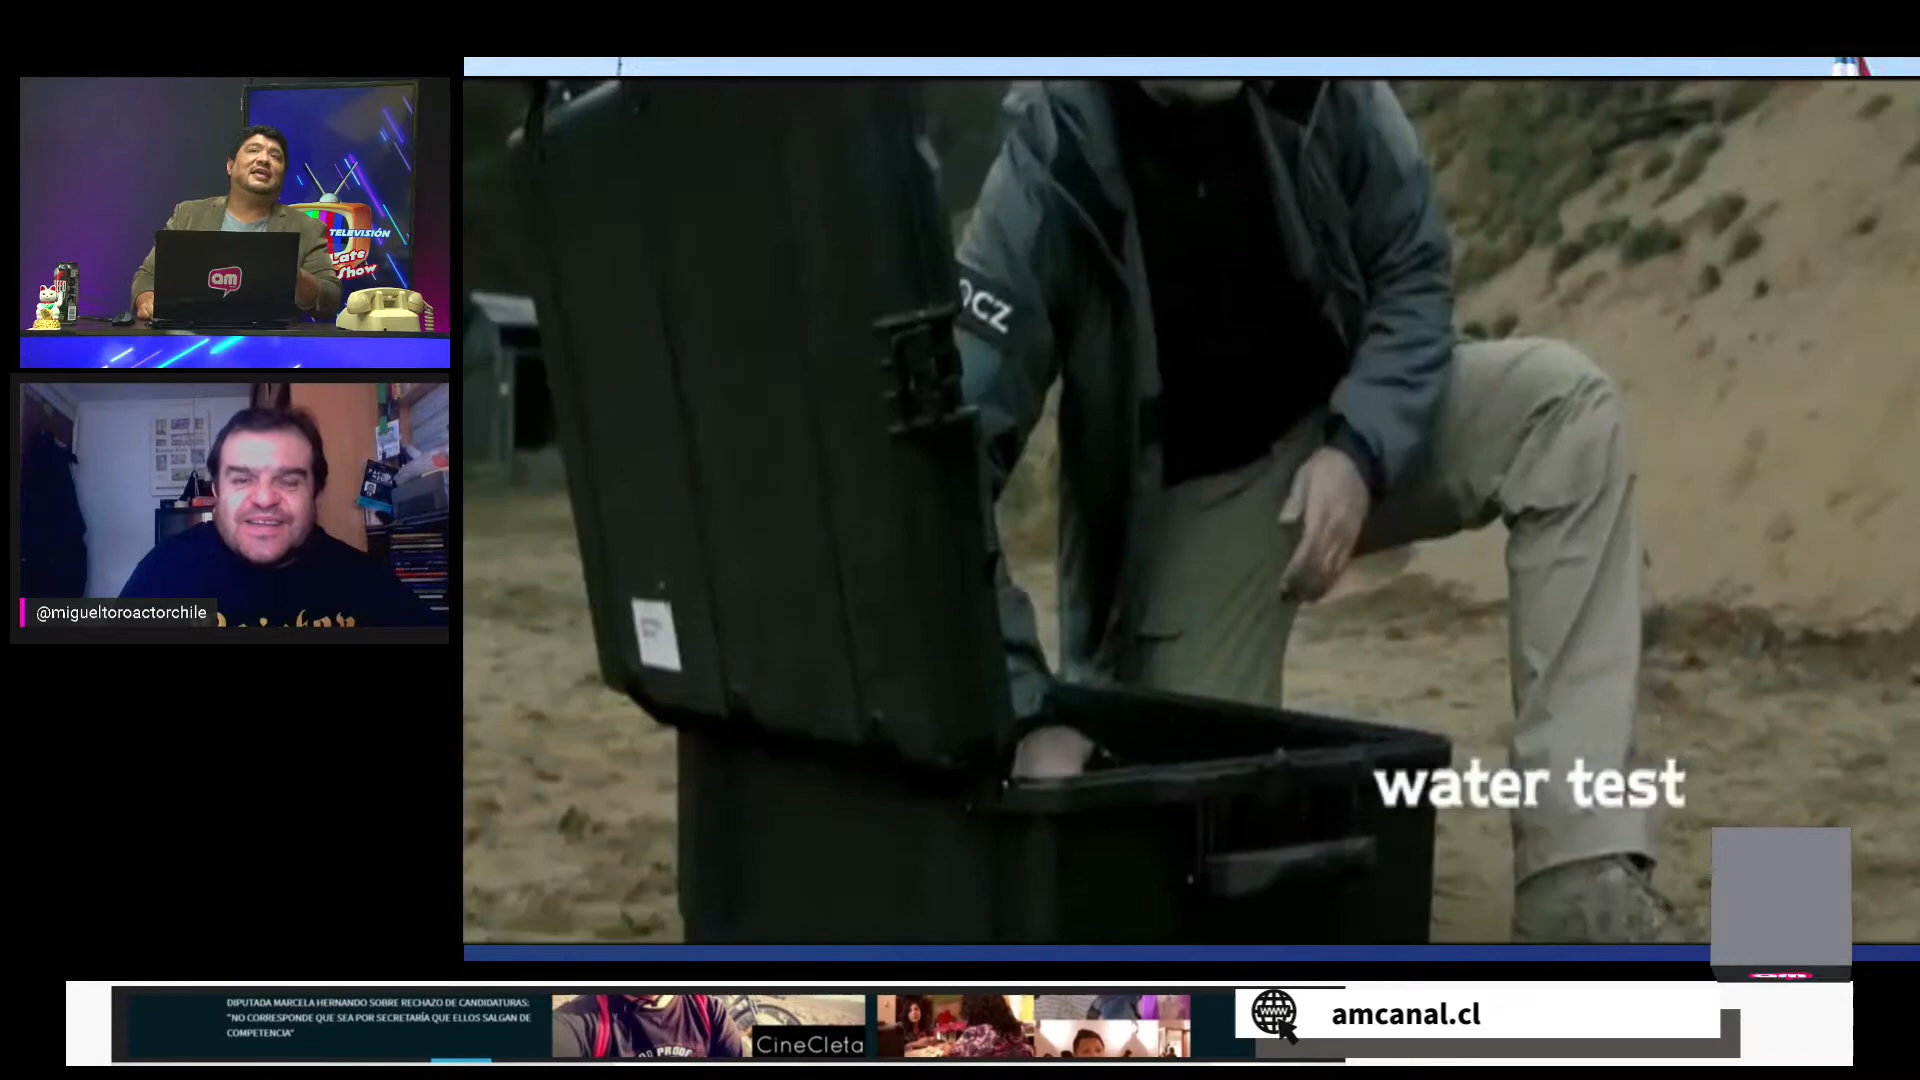 TELEVISIÓN
Late
Show
am
@migueltoroactorchile
OCZ
water test
DIPUTADA MARCELA HERNANDO SOBRE RECHAZO DE CANDIDATURAS:
"NO CORRESPONDE QUE SEA POR SECRETARÍA QUE ELLOS SALGAN DE
COMPETENCIA"
CineCleta
WWW
amcanal.cl